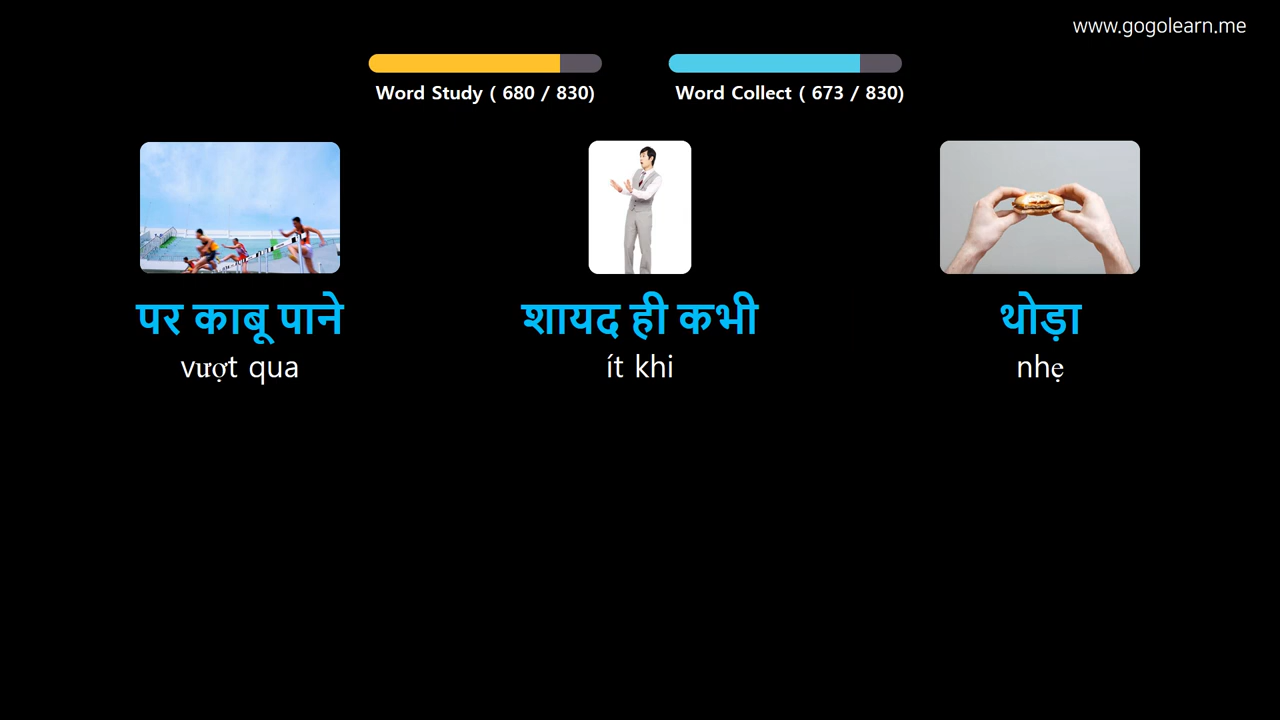 www.gogolearn.me
Word Study ( 680 / 830)
Word Collect ( 673 / 830)
पर काबू पाने
vượt qua
शायद ही कभी
ít khi
थोड़ा
nhẹ